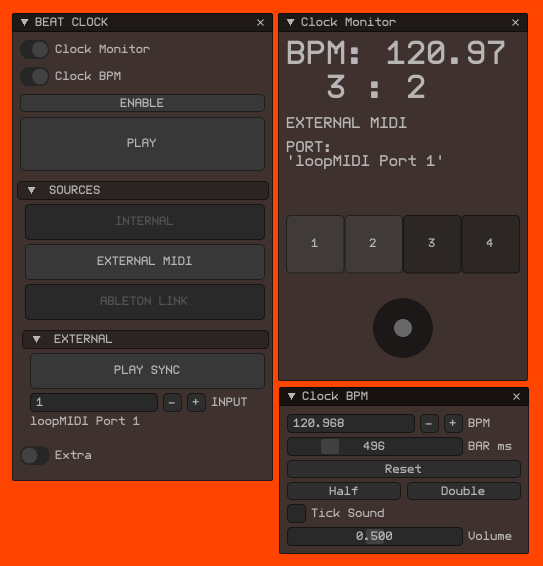 BEAT CLOCK
Clock Monitor
Clock BPM
ENABLE
PLAY
SOURCES
INTERNAL
EXTERNAL MIDI
ABLETON LINK
EXTERNAL
PLAY SYNC
1 - + INPUT
loopMIDI Port 1
Extra
Clock Monitor
BPM: 120.97
3 : 2
EXTERNAL MIDI
PORT:
'loopMIDI Port 1'
1 2 3 4
Clock BPM
120.968 - + BPM
496 BAR ms
Reset
Half Double
Tick Sound
0.500 Volume